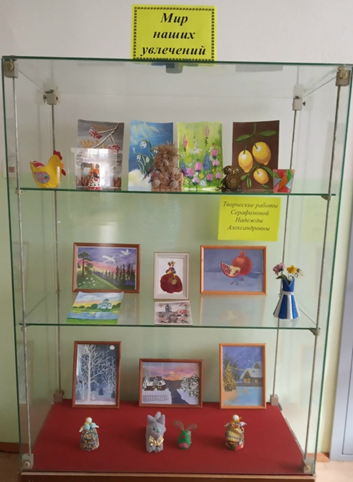 Мир
наших
увлечений
Творческие работы
Серафимовой
Надежды
Александровны